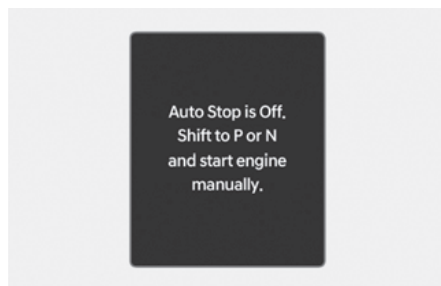 Auto Stop is Off.
Shift to P or N
and start engine
manually.